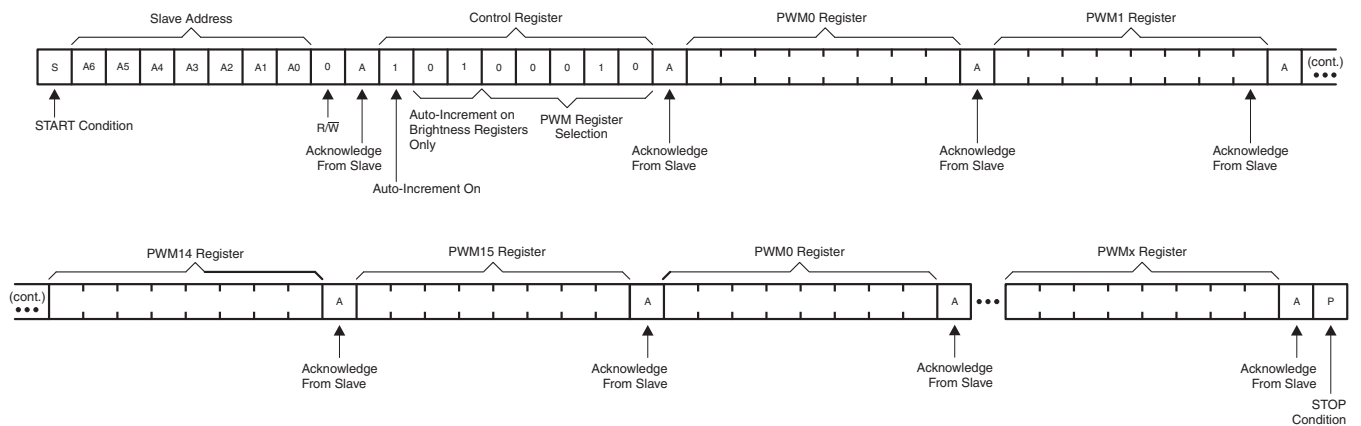 Slave Address
Control Register
PWM0 Register
PWM1 Register
S A6 A5 A4 A3 A2 A1 A0 0 A 1 0 1 0 0 0 1 0 A A A (cont.) •••
START Condition
R/W̅
Acknowledge
From Slave
Auto-Increment On
Auto-Increment on
Brightness Registers
Only
PWM Register
Selection
Acknowledge
From Slave
Acknowledge
From Slave
Acknowledge
From Slave
PWM14 Register
PWM15 Register
PWM0 Register
PWMx Register
(cont.) ••• A A A ••• A P
Acknowledge
From Slave
Acknowledge
From Slave
Acknowledge
From Slave
Acknowledge
From Slave
STOP
Condition